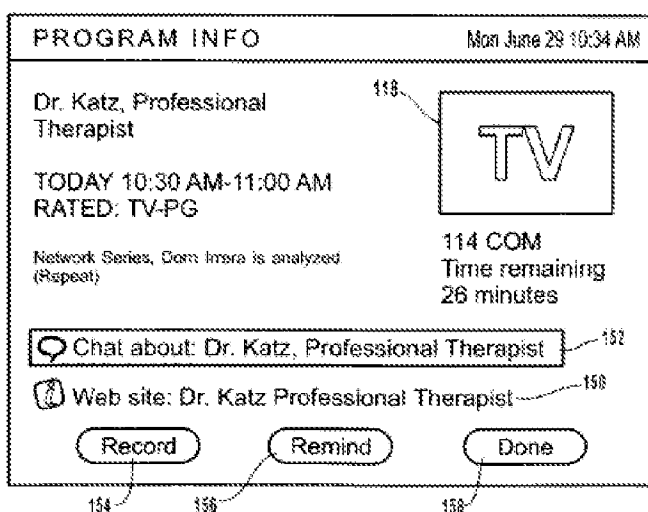 PROGRAM INFO
Mon June 29 10:34 AM
Dr. Katz, Professional
Therapist
118
TV
TODAY 10:30 AM-11:00 AM
RATED: TV-PG
Network Series, Dom Irrera is analyzed
(Repeat)
114 COM
Time remaining
26 minutes
Chat about: Dr. Katz, Professional Therapist
152
Web site: Dr. Katz Professional Therapist
Record
Remind
Done
154
156
158